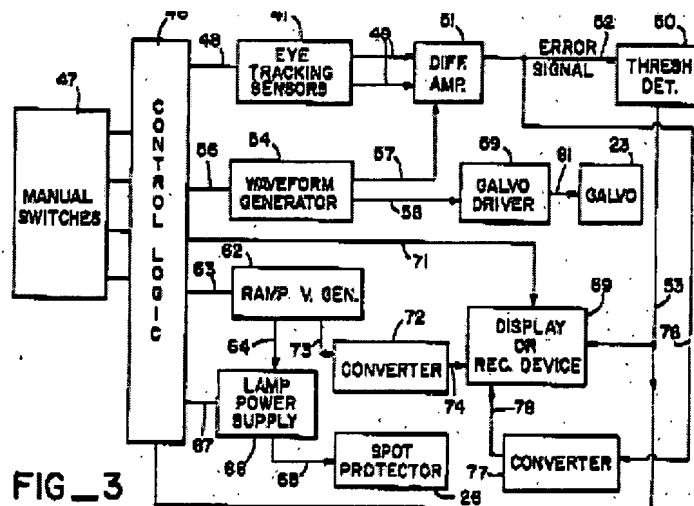 46
41
49
51
52
50
47
48
EYE
TRACKING
SENSORS
DIFF.
AMP.
ERROR
SIGNAL
THRESH
DET.
MANUAL
SWITCHES
CONTROL
LOGIC
56
54
WAVEFORM
GENERATOR
57
58
59
GALVO
DRIVER
61
23
GALVO
71
62
63
RAMP V. GEN.
64
73
72
CONVERTER
74
69
DISPLAY
OR
REC. DEVICE
53
76
67
LAMP
POWER
SUPPLY
66
68
SPOT
PROTECTOR
26
78
77
CONVERTER
FIG_3